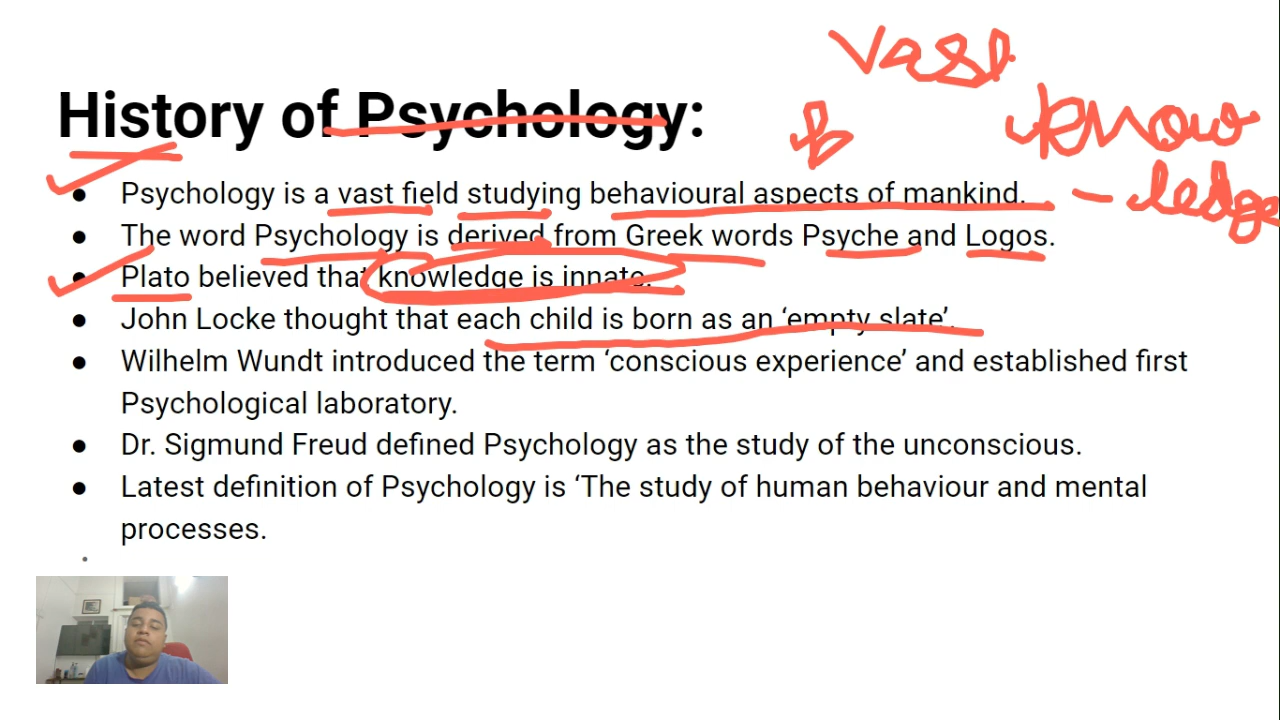 vast
know
-ledge
History of Psychology:
● Psychology is a vast field studying behavioural aspects of mankind.
● The word Psychology is derived from Greek words Psyche and Logos.
● Plato believed that knowledge is innate.
● John Locke thought that each child is born as an ‘empty slate’.
● Wilhelm Wundt introduced the term ‘conscious experience’ and established first
Psychological laboratory.
● Dr. Sigmund Freud defined Psychology as the study of the unconscious.
● Latest definition of Psychology is ‘The study of human behaviour and mental
processes.